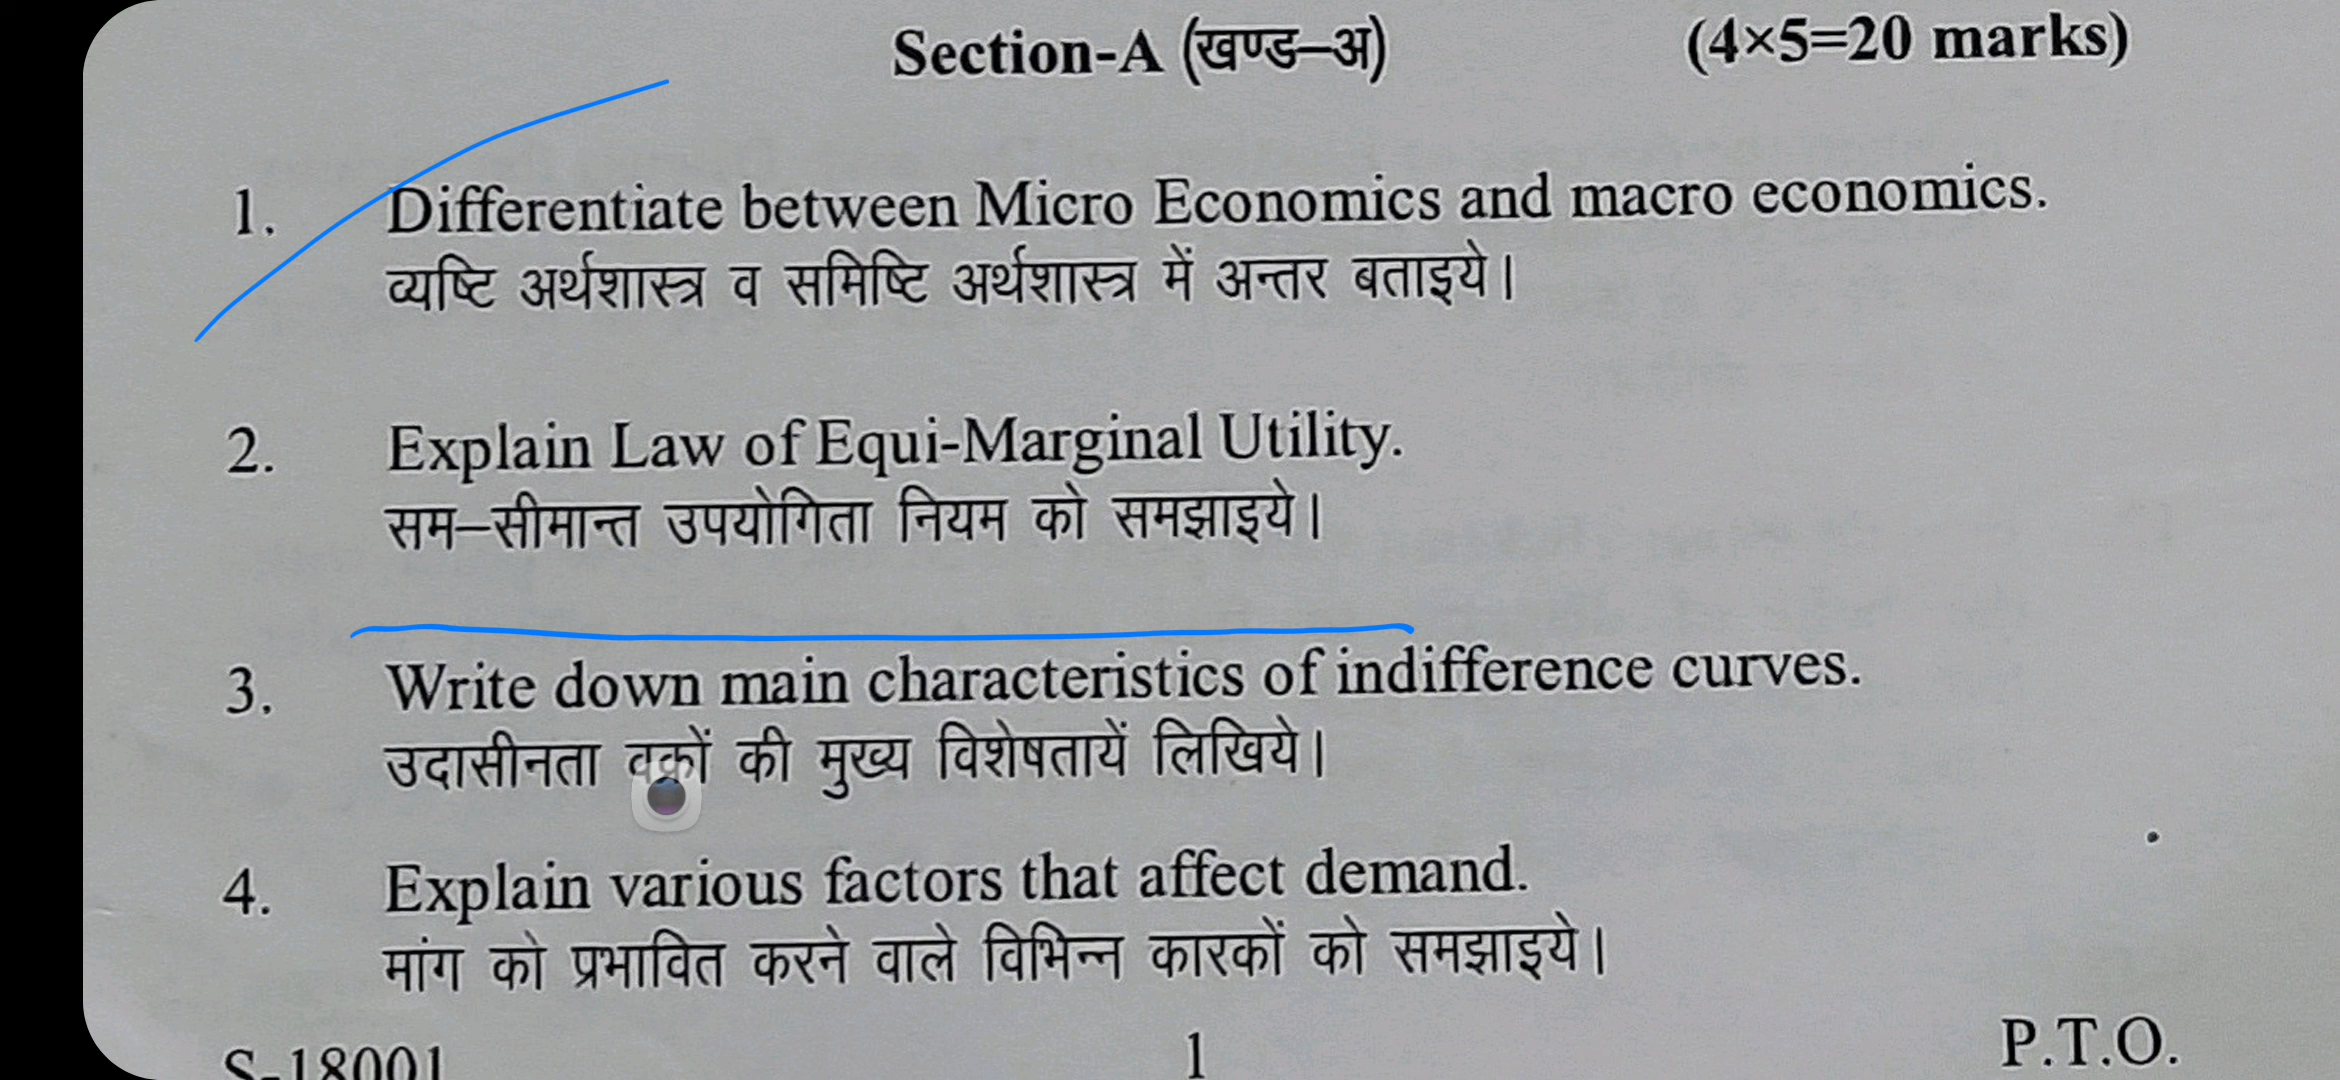 Section-A (खण्ड–अ) (4×5=20 marks)
1. Differentiate between Micro Economics and macro economics.
व्यष्टि अर्थशास्त्र व समिष्टि अर्थशास्त्र में अन्तर बताइये।
2. Explain Law of Equi-Marginal Utility.
सम–सीमान्त उपयोगिता नियम को समझाइये।
3. Write down main characteristics of indifference curves.
उदासीनता वकों की मुख्य विशेषतायें लिखिये।
4. Explain various factors that affect demand.
मांग को प्रभावित करने वाले विभिन्न कारकों को समझाइये।
S-18001 1 P.T.O.